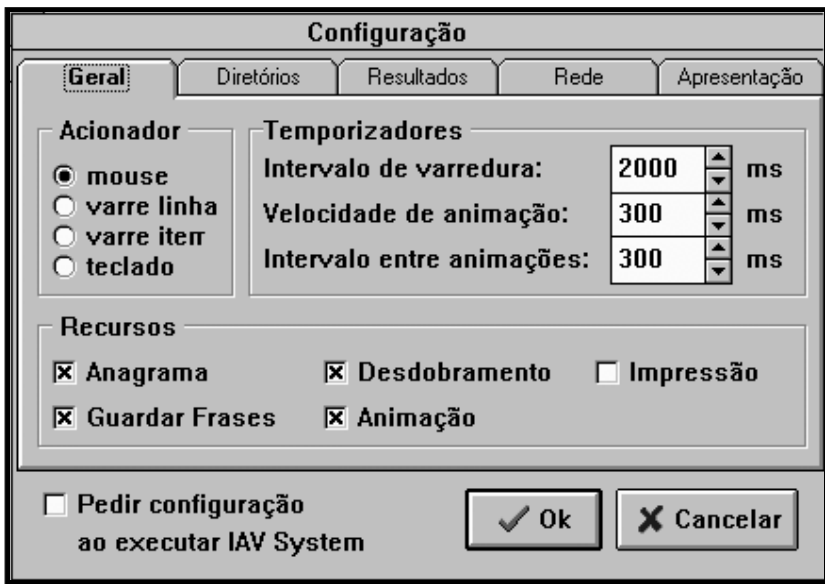 Configuração
Geral Diretórios Resultados Rede Apresentação
Acionador
mouse
varre linha
varre iterr
teclado
Temporizadores
Intervalo de varredura: 2000 ms
Velocidade de animação: 300 ms
Intervalo entre animações: 300 ms
Recursos
Anagrama Desdobramento Impressão
Guardar Frases Animação
Pedir configuração
ao executar IAV System
Ok Cancelar